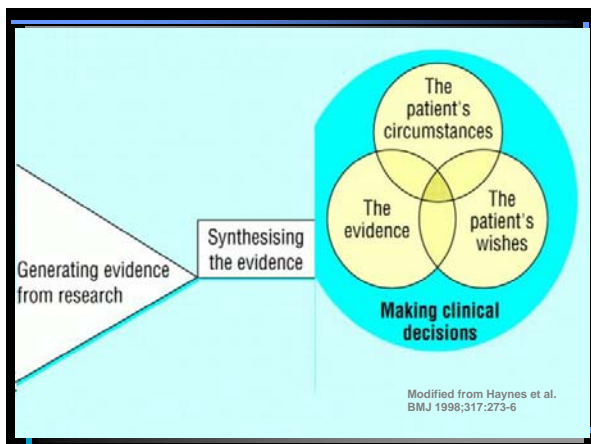 Generating evidence
from research
Synthesising
the evidence
The
patient's
circumstances
The
evidence
The
patient's
wishes
Making clinical
decisions
Modified from Haynes et al.
BMJ 1998;317:273-6